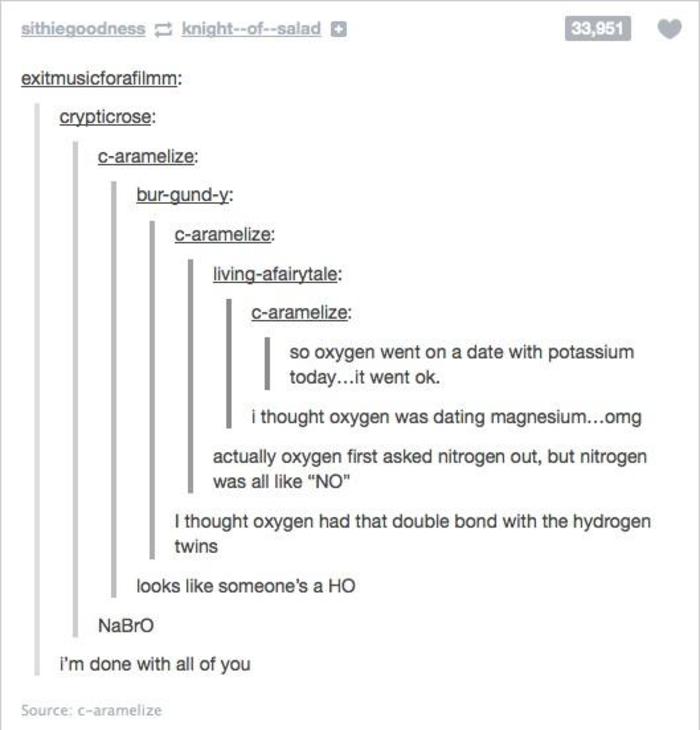 sithiegoodness knight--of--salad + 33,951
exitmusicforafilmm:
crypticrose:
c-aramelize:
bur-gund-y:
c-aramelize:
living-afairytale:
c-aramelize:
so oxygen went on a date with potassium
today...it went ok.
i thought oxygen was dating magnesium...omg
actually oxygen first asked nitrogen out, but nitrogen
was all like “NO”
I thought oxygen had that double bond with the hydrogen
twins
looks like someone’s a HO
NaBrO
i’m done with all of you
Source: c-aramelize